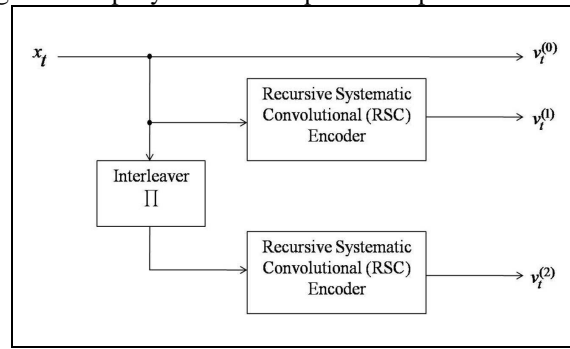 x_t
v_t^(0)
Recursive Systematic
Convolutional (RSC)
Encoder
v_t^(1)
Interleaver
∏
Recursive Systematic
Convolutional (RSC)
Encoder
v_t^(2)